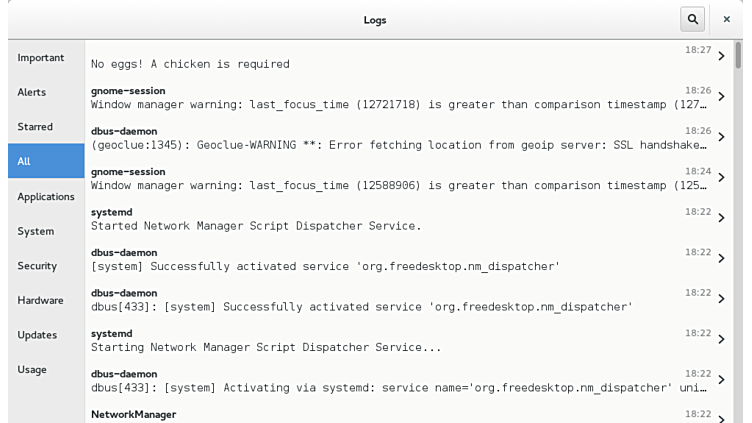 Logs
Important
Alerts
Starred
All
Applications
System
Security
Hardware
Updates
Usage
18:27
No eggs! A chicken is required
gnome-session 18:26
Window manager warning: last_focus_time (12721718) is greater than comparison timestamp (127…
dbus-daemon 18:26
(geoclue:1345): Geoclue-WARNING **: Error fetching location from geoip server: SSL handshake…
gnome-session 18:24
Window manager warning: last_focus_time (12588906) is greater than comparison timestamp (125…
systemd 18:22
Started Network Manager Script Dispatcher Service.
dbus-daemon 18:22
[system] Successfully activated service 'org.freedesktop.nm_dispatcher'
dbus-daemon 18:22
dbus[433]: [system] Successfully activated service 'org.freedesktop.nm_dispatcher'
systemd 18:22
Starting Network Manager Script Dispatcher Service...
dbus-daemon 18:22
dbus[433]: [system] Activating via systemd: service name='org.freedesktop.nm_dispatcher' uni…
NetworkManager 18:22